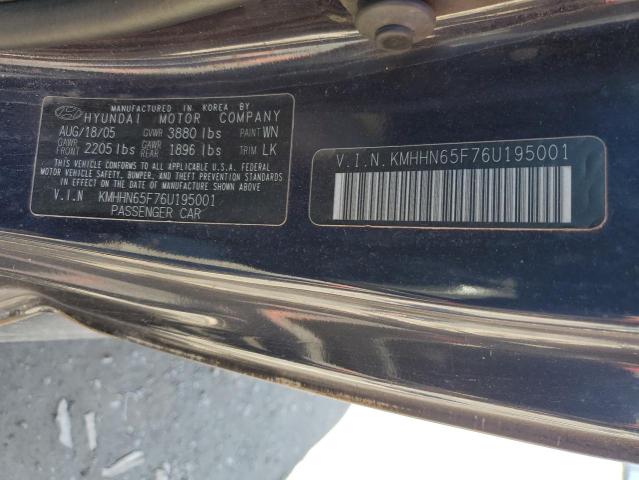 MANUFACTURED IN KOREA BY
HYUNDAI MOTOR COMPANY
AUG/18/05 GVWR 3880 lbs PAINT WN
GAWR FRONT 2205 lbs GAWR REAR 1896 lbs TRIM LK
THIS VEHICLE CONFORMS TO APPLICABLE U.S.A. FEDERAL
MOTOR VEHICLE SAFETY, BUMPER, AND THEFT PREVENTION STANDARDS
IN EFFECT ON THE DATE OF MANUFACTURE SHOWN ABOVE.
V.I.N KMHHN65F76U195001
PASSENGER CAR
V.I.N.KMHHN65F76U195001